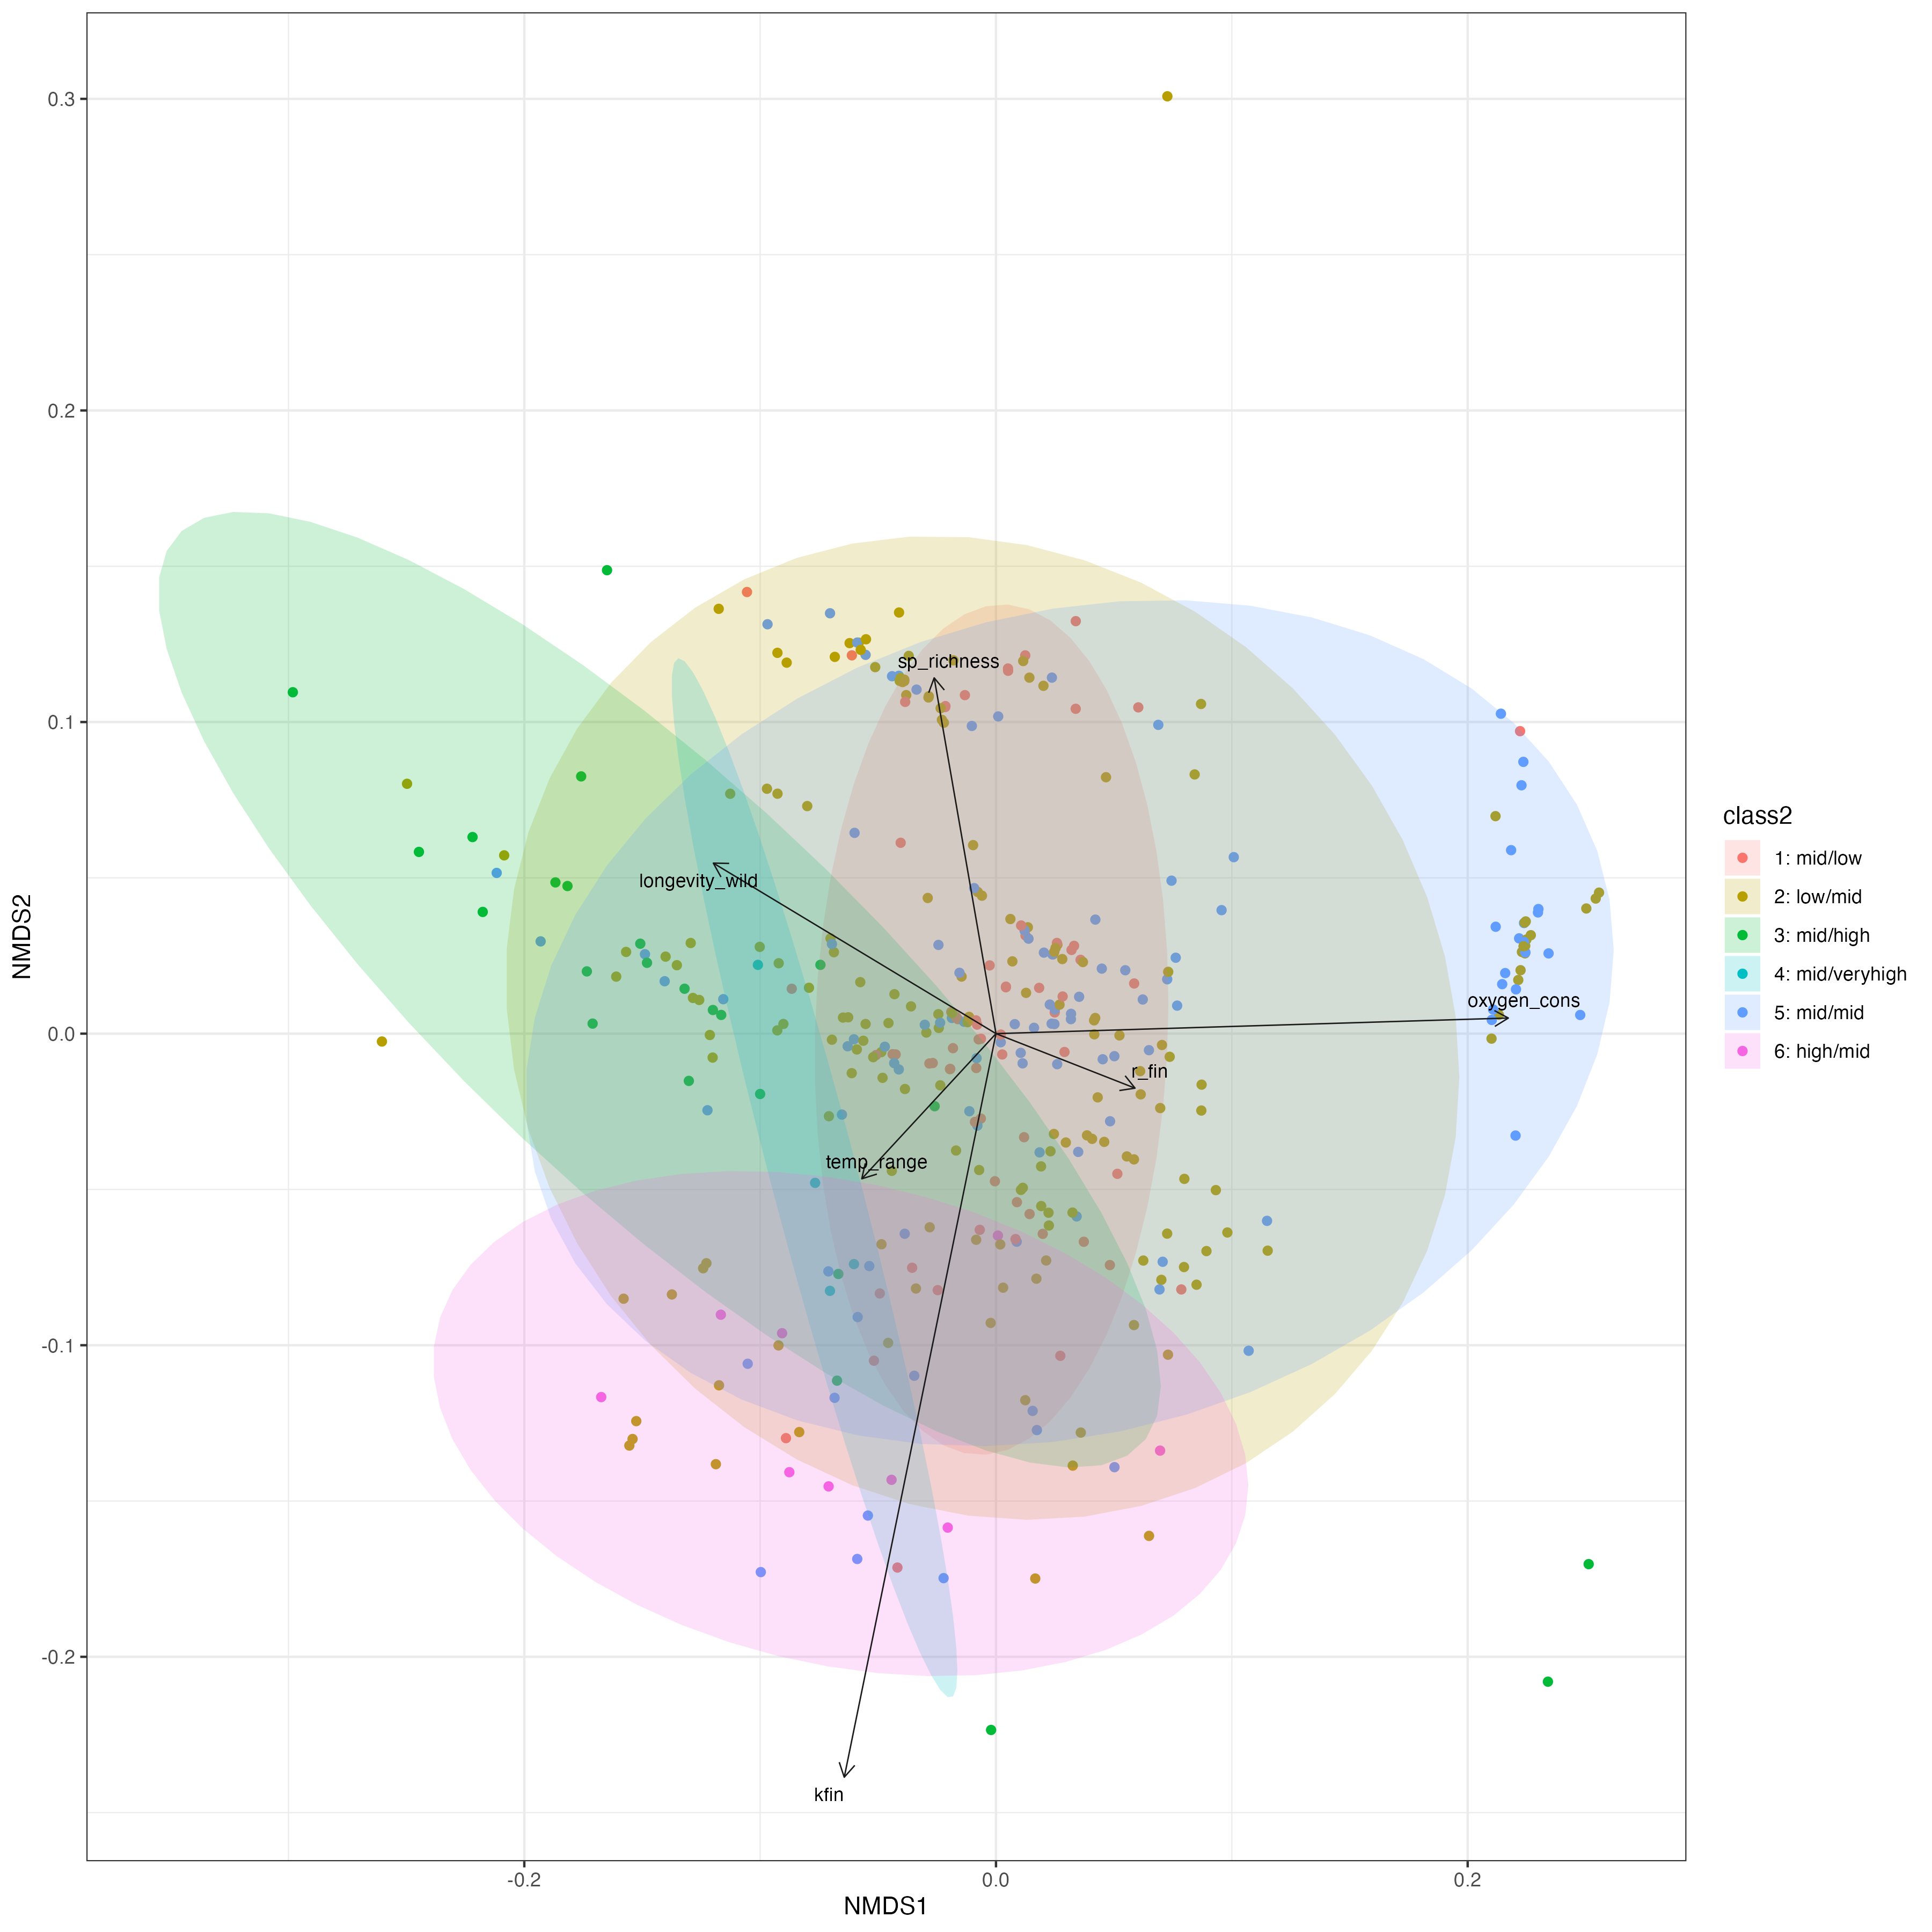 0.3
0.2
0.1
0.0
-0.1
-0.2
NMDS2
sp_richness
longevity_wild
oxygen_cons
r_fin
temp_range
kfin
-0.2
0.0
0.2
NMDS1
class2
1: mid/low
2: low/mid
3: mid/high
4: mid/veryhigh
5: mid/mid
6: high/mid